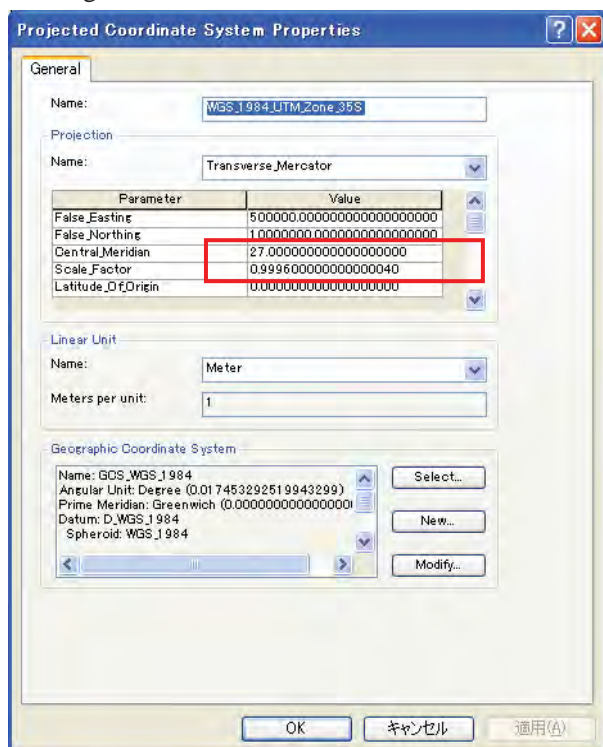 Projected Coordinate System Properties
General
Name:
WGS_1984_UTM_Zone_35S
Projection
Name:
Transverse_Mercator
Parameter Value
False_Easting 500000.000000000000000000
False_Northing 10000000.000000000000000000
Central_Meridian 27.000000000000000000
Scale_Factor 0.999600000000000040
Latitude_Of_Origin 0.000000000000000000
Linear Unit
Name:
Meter
Meters per unit:
1
Geographic Coordinate System
Name: GCS_WGS_1984
Angular Unit: Degree (0.017453292519943299)
Prime Meridian: Greenwich (0.000000000000000
Datum: D_WGS_1984
Spheroid: WGS_1984
Select...
New...
Modify...
OK キャンセル 適用(A)